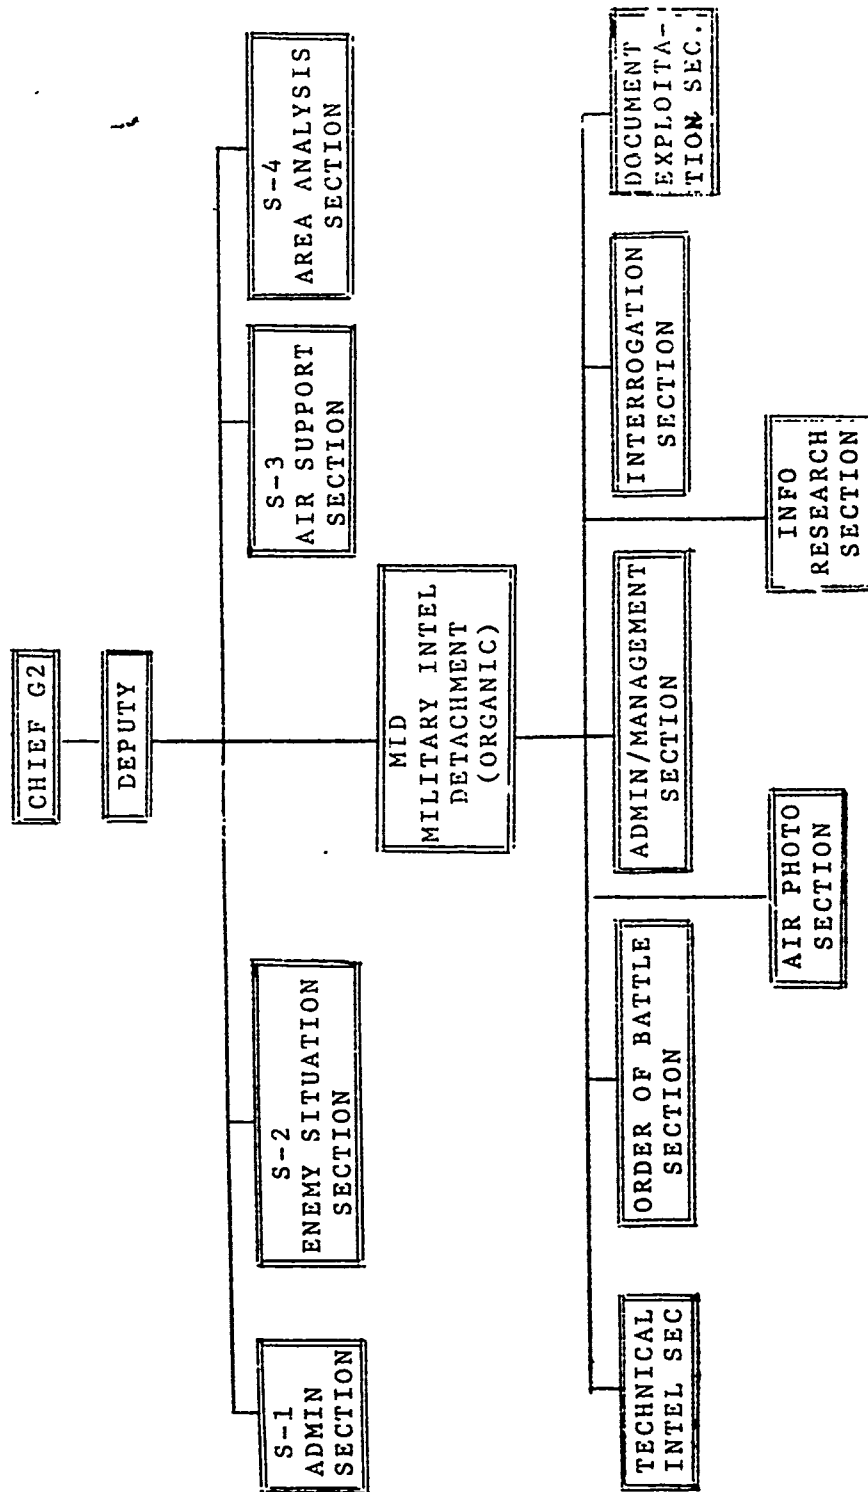 CHIEF G2
DEPUTY
S-1
ADMIN
SECTION
S-2
ENEMY SITUATION
SECTION
S-3
AIR SUPPORT
SECTION
S-4
AREA ANALYSIS
SECTION
MID
MILITARY INTEL
DETACHMENT
(ORGANIC)
TECHNICAL
INTEL SEC
ORDER OF BATTLE
SECTION
ADMIN/MANAGEMENT
SECTION
INTERROGATION
SECTION
DOCUMENT
EXPLOITA-
TION SEC.
AIR PHOTO
SECTION
INFO
RESEARCH
SECTION